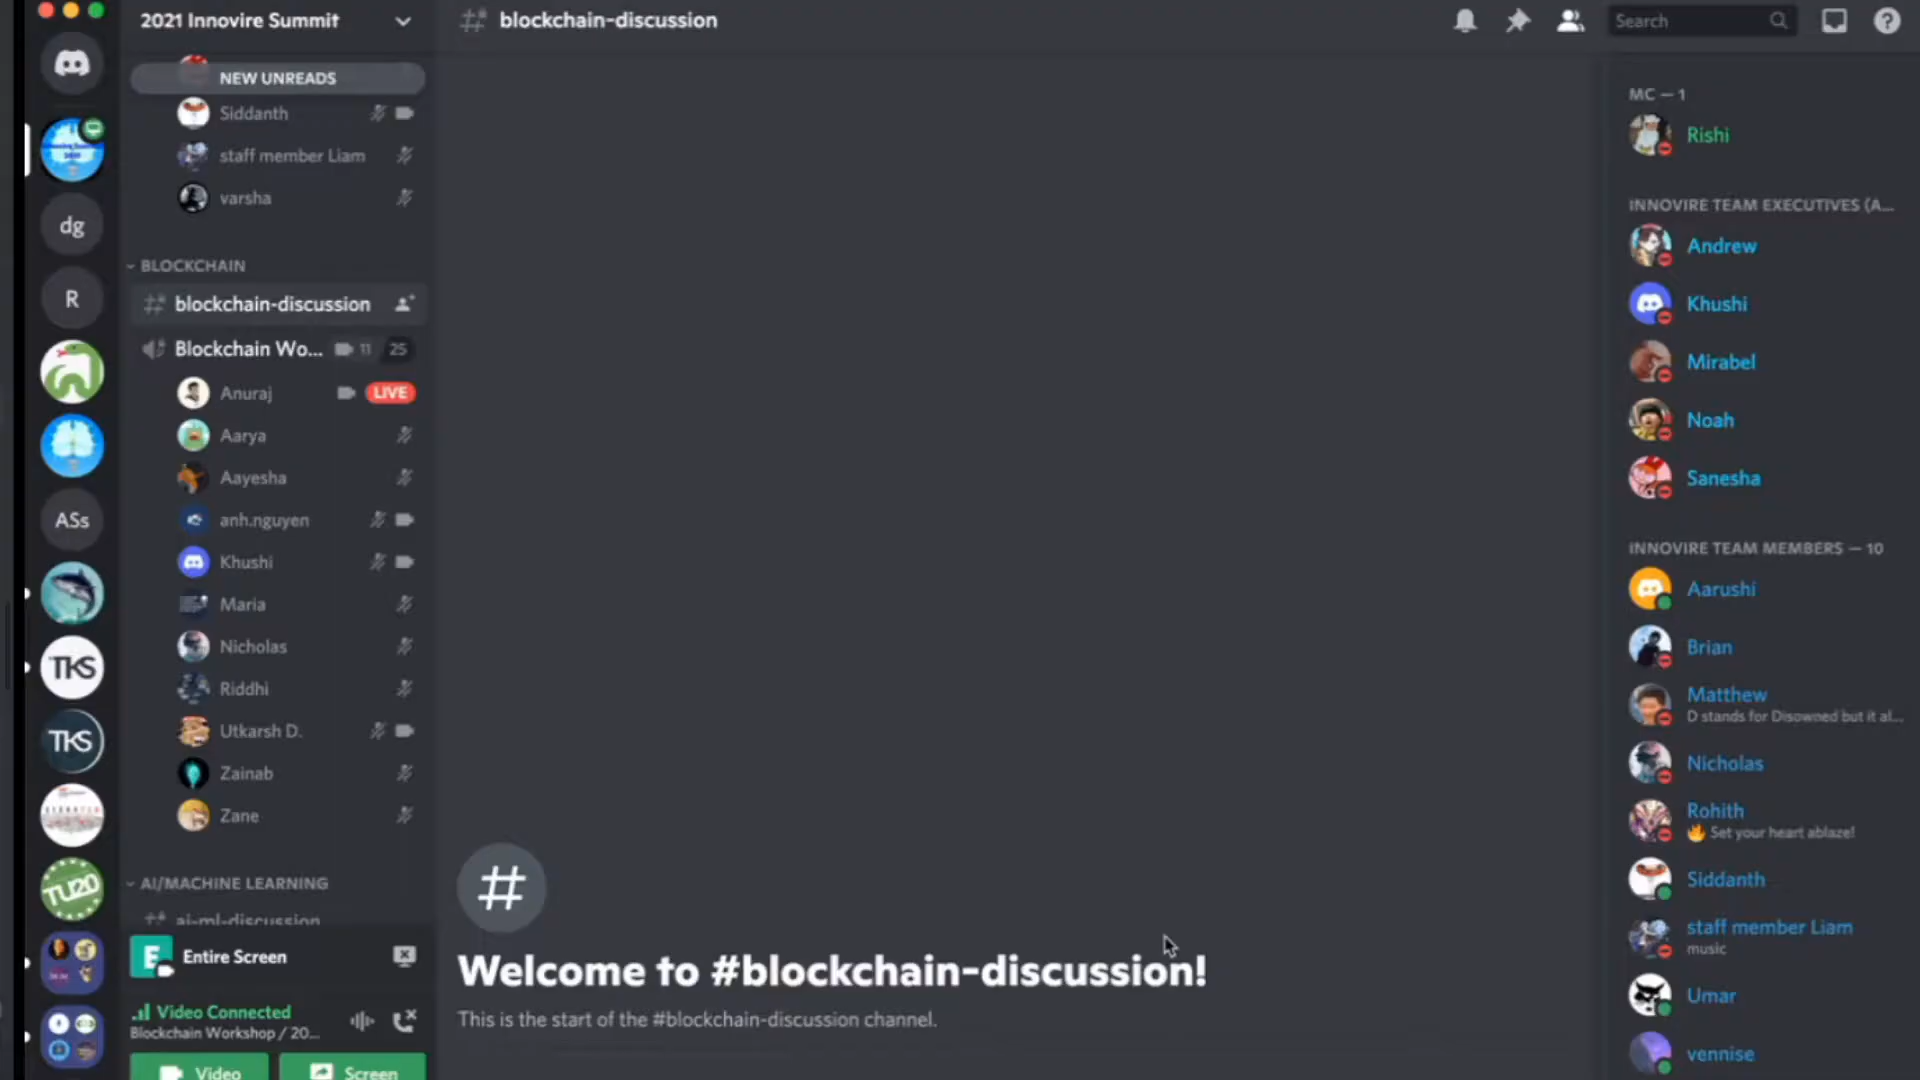 2021 Innovire Summit
NEW UNREADS
Siddanth
staff member Liam
varsha
BLOCKCHAIN
blockchain-discussion
Blockchain Wo... 11 25
Anuraj LIVE
Aarya
Aayesha
anh.nguyen
Khushi
Maria
Nicholas
Riddhi
Utkarsh D.
Zainab
Zane
AI/MACHINE LEARNING
ai-ml-discussion
Entire Screen
Video Connected
Blockchain Workshop / 20...
Video Screen
dg
R
ASs
TKS
TKS
TU20
# blockchain-discussion
Search
#
Welcome to #blockchain-discussion!
This is the start of the #blockchain-discussion channel.
MC — 1
Rishi
INNOVIRE TEAM EXECUTIVES (A...
Andrew
Khushi
Mirabel
Noah
Sanesha
INNOVIRE TEAM MEMBERS — 10
Aarushi
Brian
Matthew
D stands for Disowned but it al...
Nicholas
Rohith
🔥 Set your heart ablaze!
Siddanth
staff member Liam
music
Umar
vennise